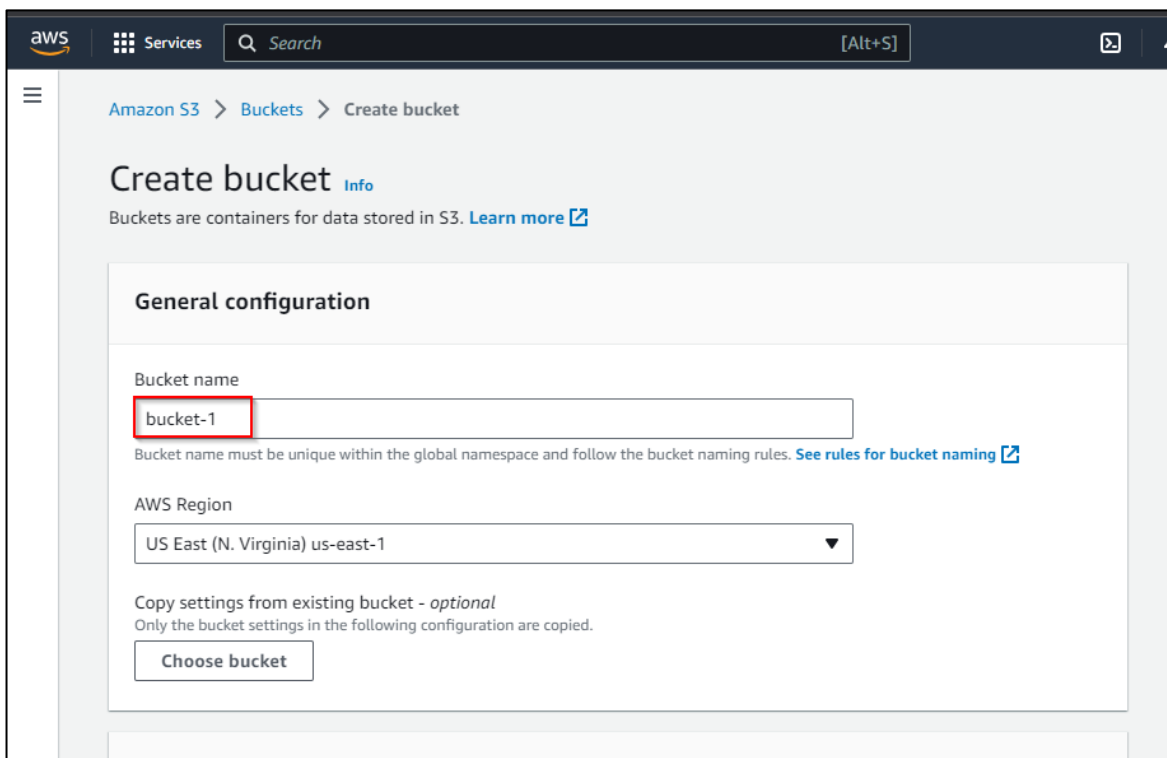 aws Services Search [Alt+S]
Amazon S3 > Buckets > Create bucket
Create bucket Info
Buckets are containers for data stored in S3. Learn more
General configuration
Bucket name
bucket-1
Bucket name must be unique within the global namespace and follow the bucket naming rules. See rules for bucket naming
AWS Region
US East (N. Virginia) us-east-1
Copy settings from existing bucket - optional
Only the bucket settings in the following configuration are copied.
Choose bucket